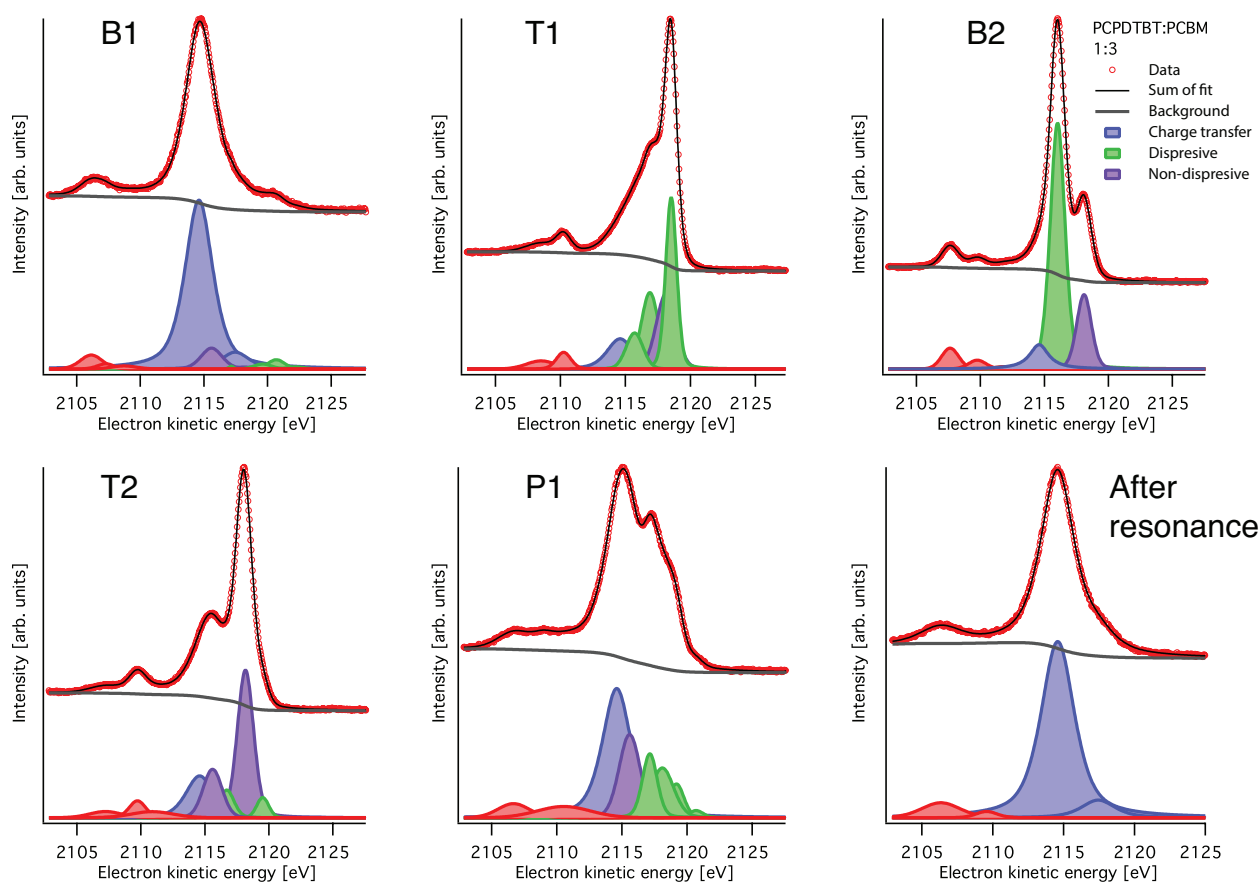 B1
T1
B2
PCPDTBT:PCBM
1:3
Data
Sum of fit
Background
Charge transfer
Dispresive
Non-dispresive
Intensity [arb. units]
2105 2110 2115 2120 2125
Electron kinetic energy [eV]
Intensity [arb. units]
2105 2110 2115 2120 2125
Electron kinetic energy [eV]
Intensity [arb. units]
2105 2110 2115 2120 2125
Electron kinetic energy [eV]
T2
P1
After
resonance
Intensity [arb. units]
2105 2110 2115 2120 2125
Electron kinetic energy [eV]
Intensity [arb. units]
2105 2110 2115 2120 2125
Electron kinetic energy [eV]
Intensity [arb. units]
2105 2110 2115 2120 2125
Electron kinetic energy [eV]